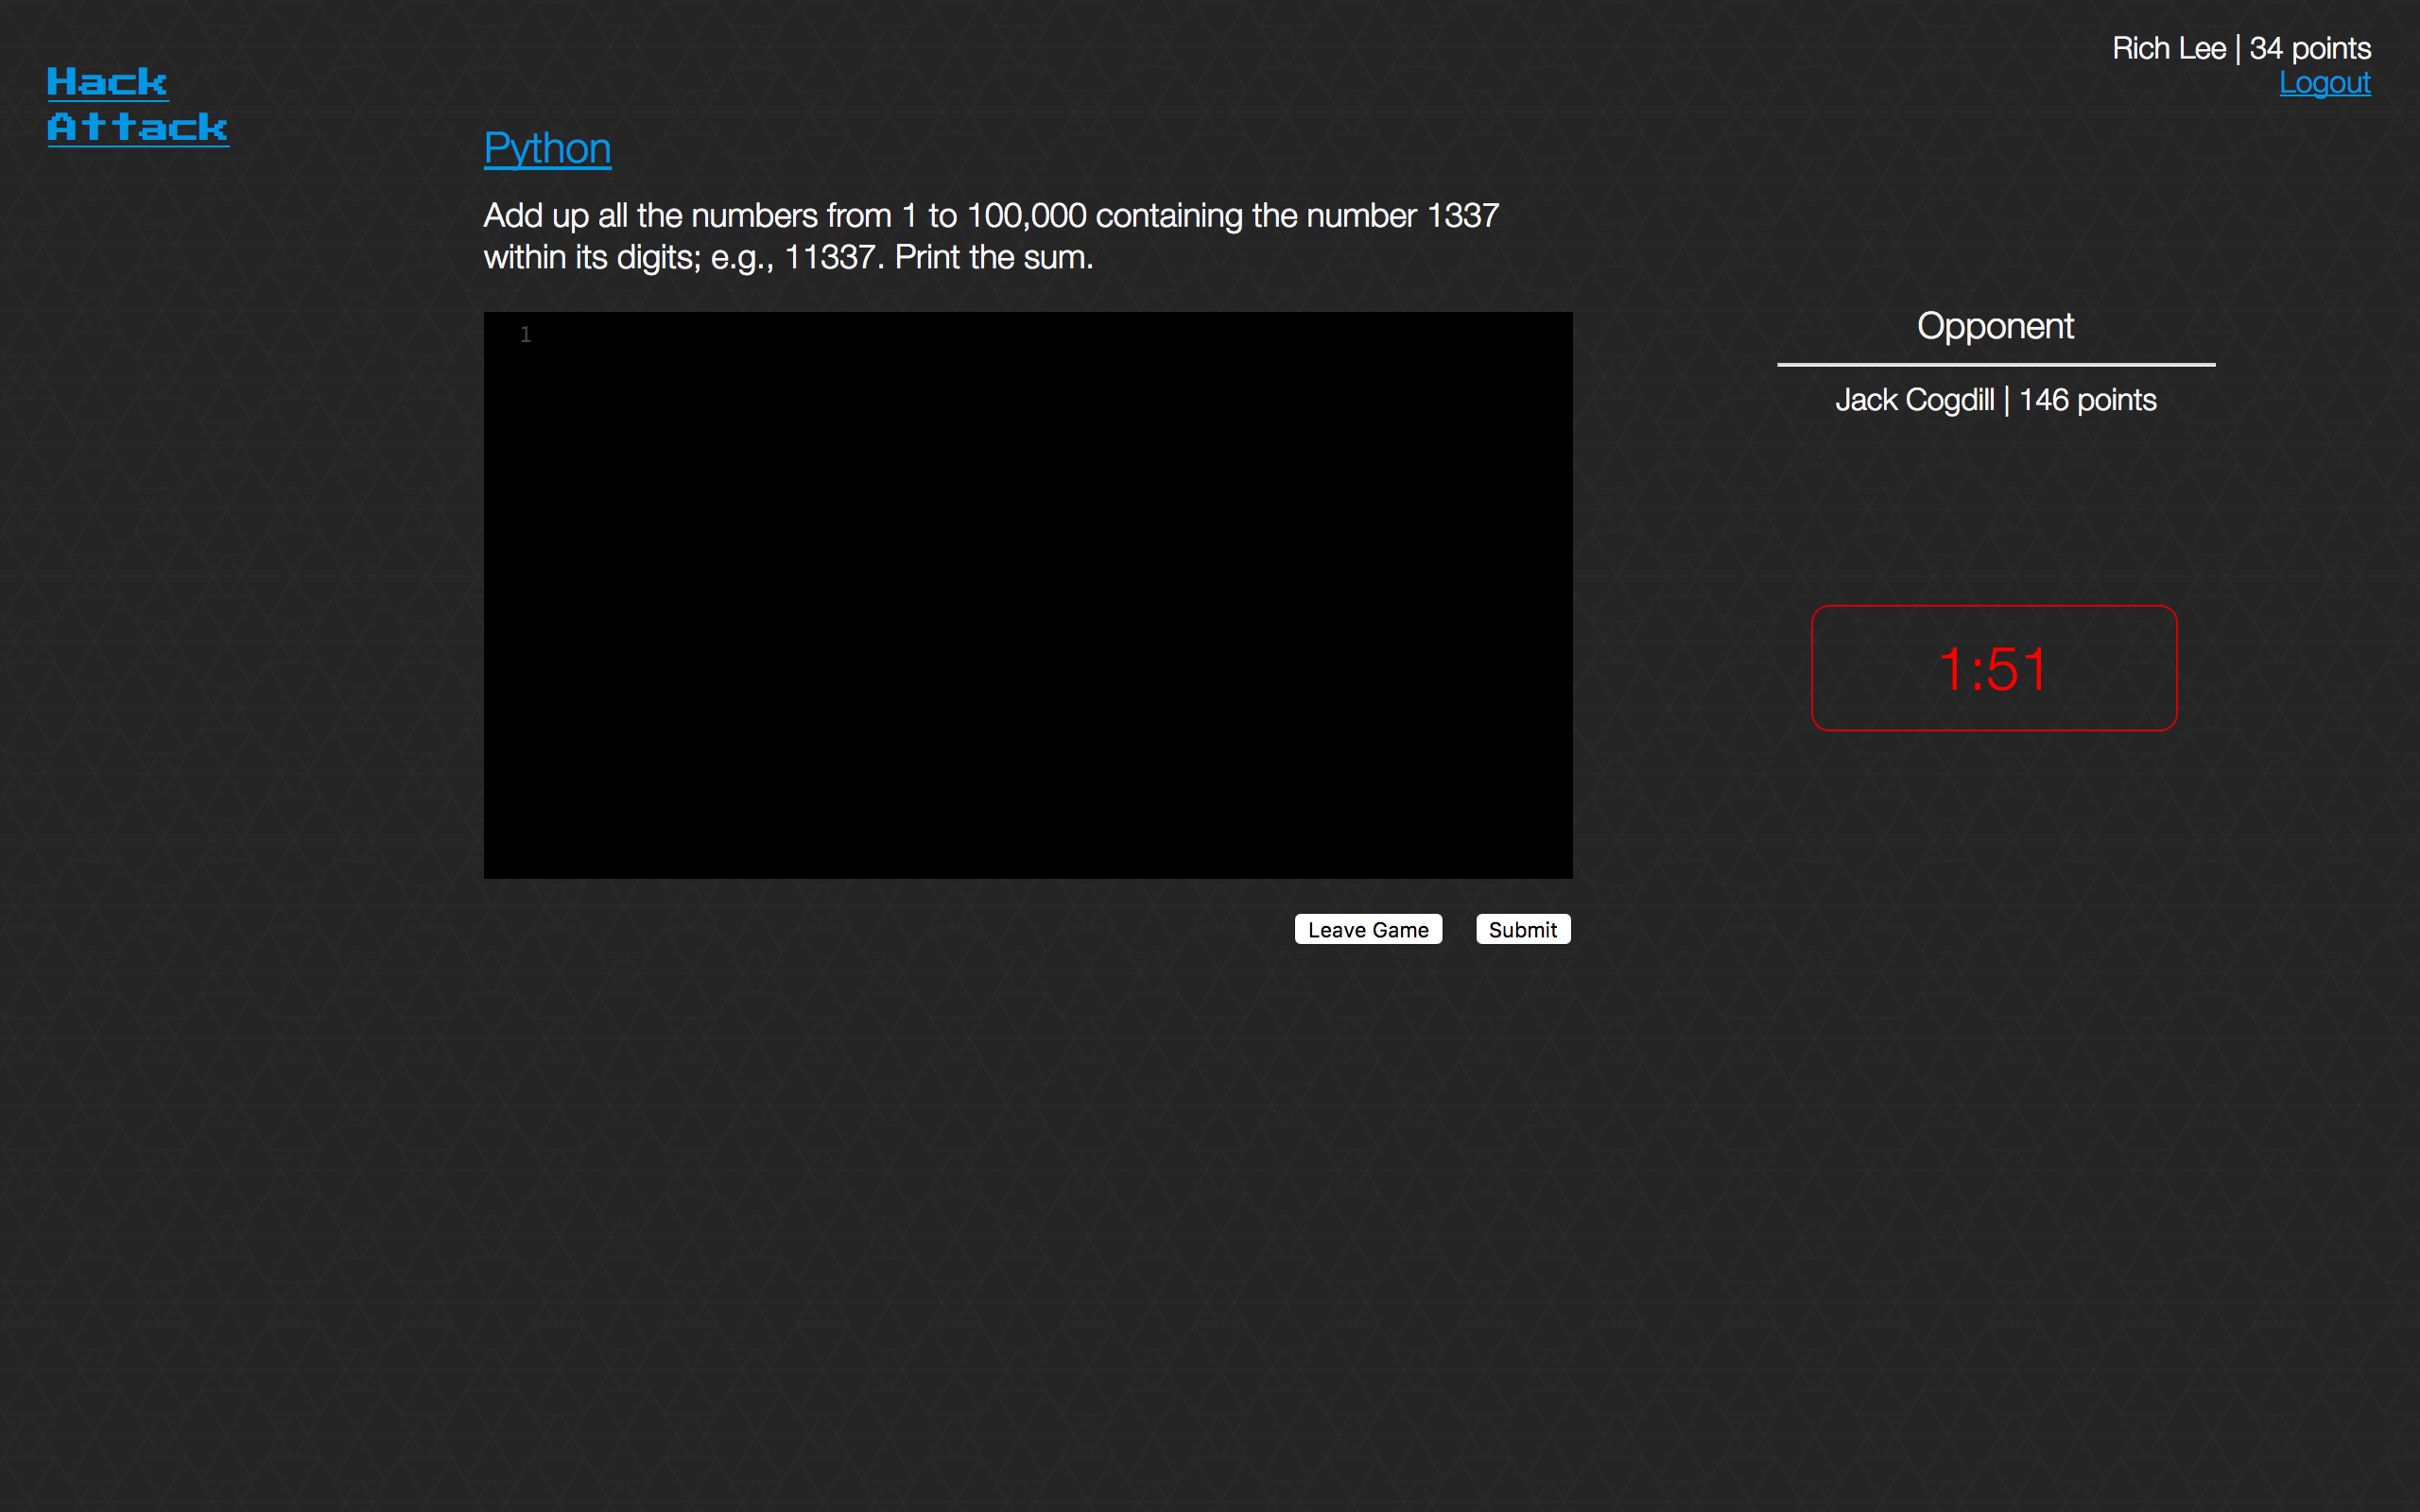 Hack
Attack
Rich Lee | 34 points
Logout
Python
Add up all the numbers from 1 to 100,000 containing the number 1337
within its digits; e.g., 11337. Print the sum.
1
Opponent
Jack Cogdill | 146 points
1:51
Leave Game
Submit